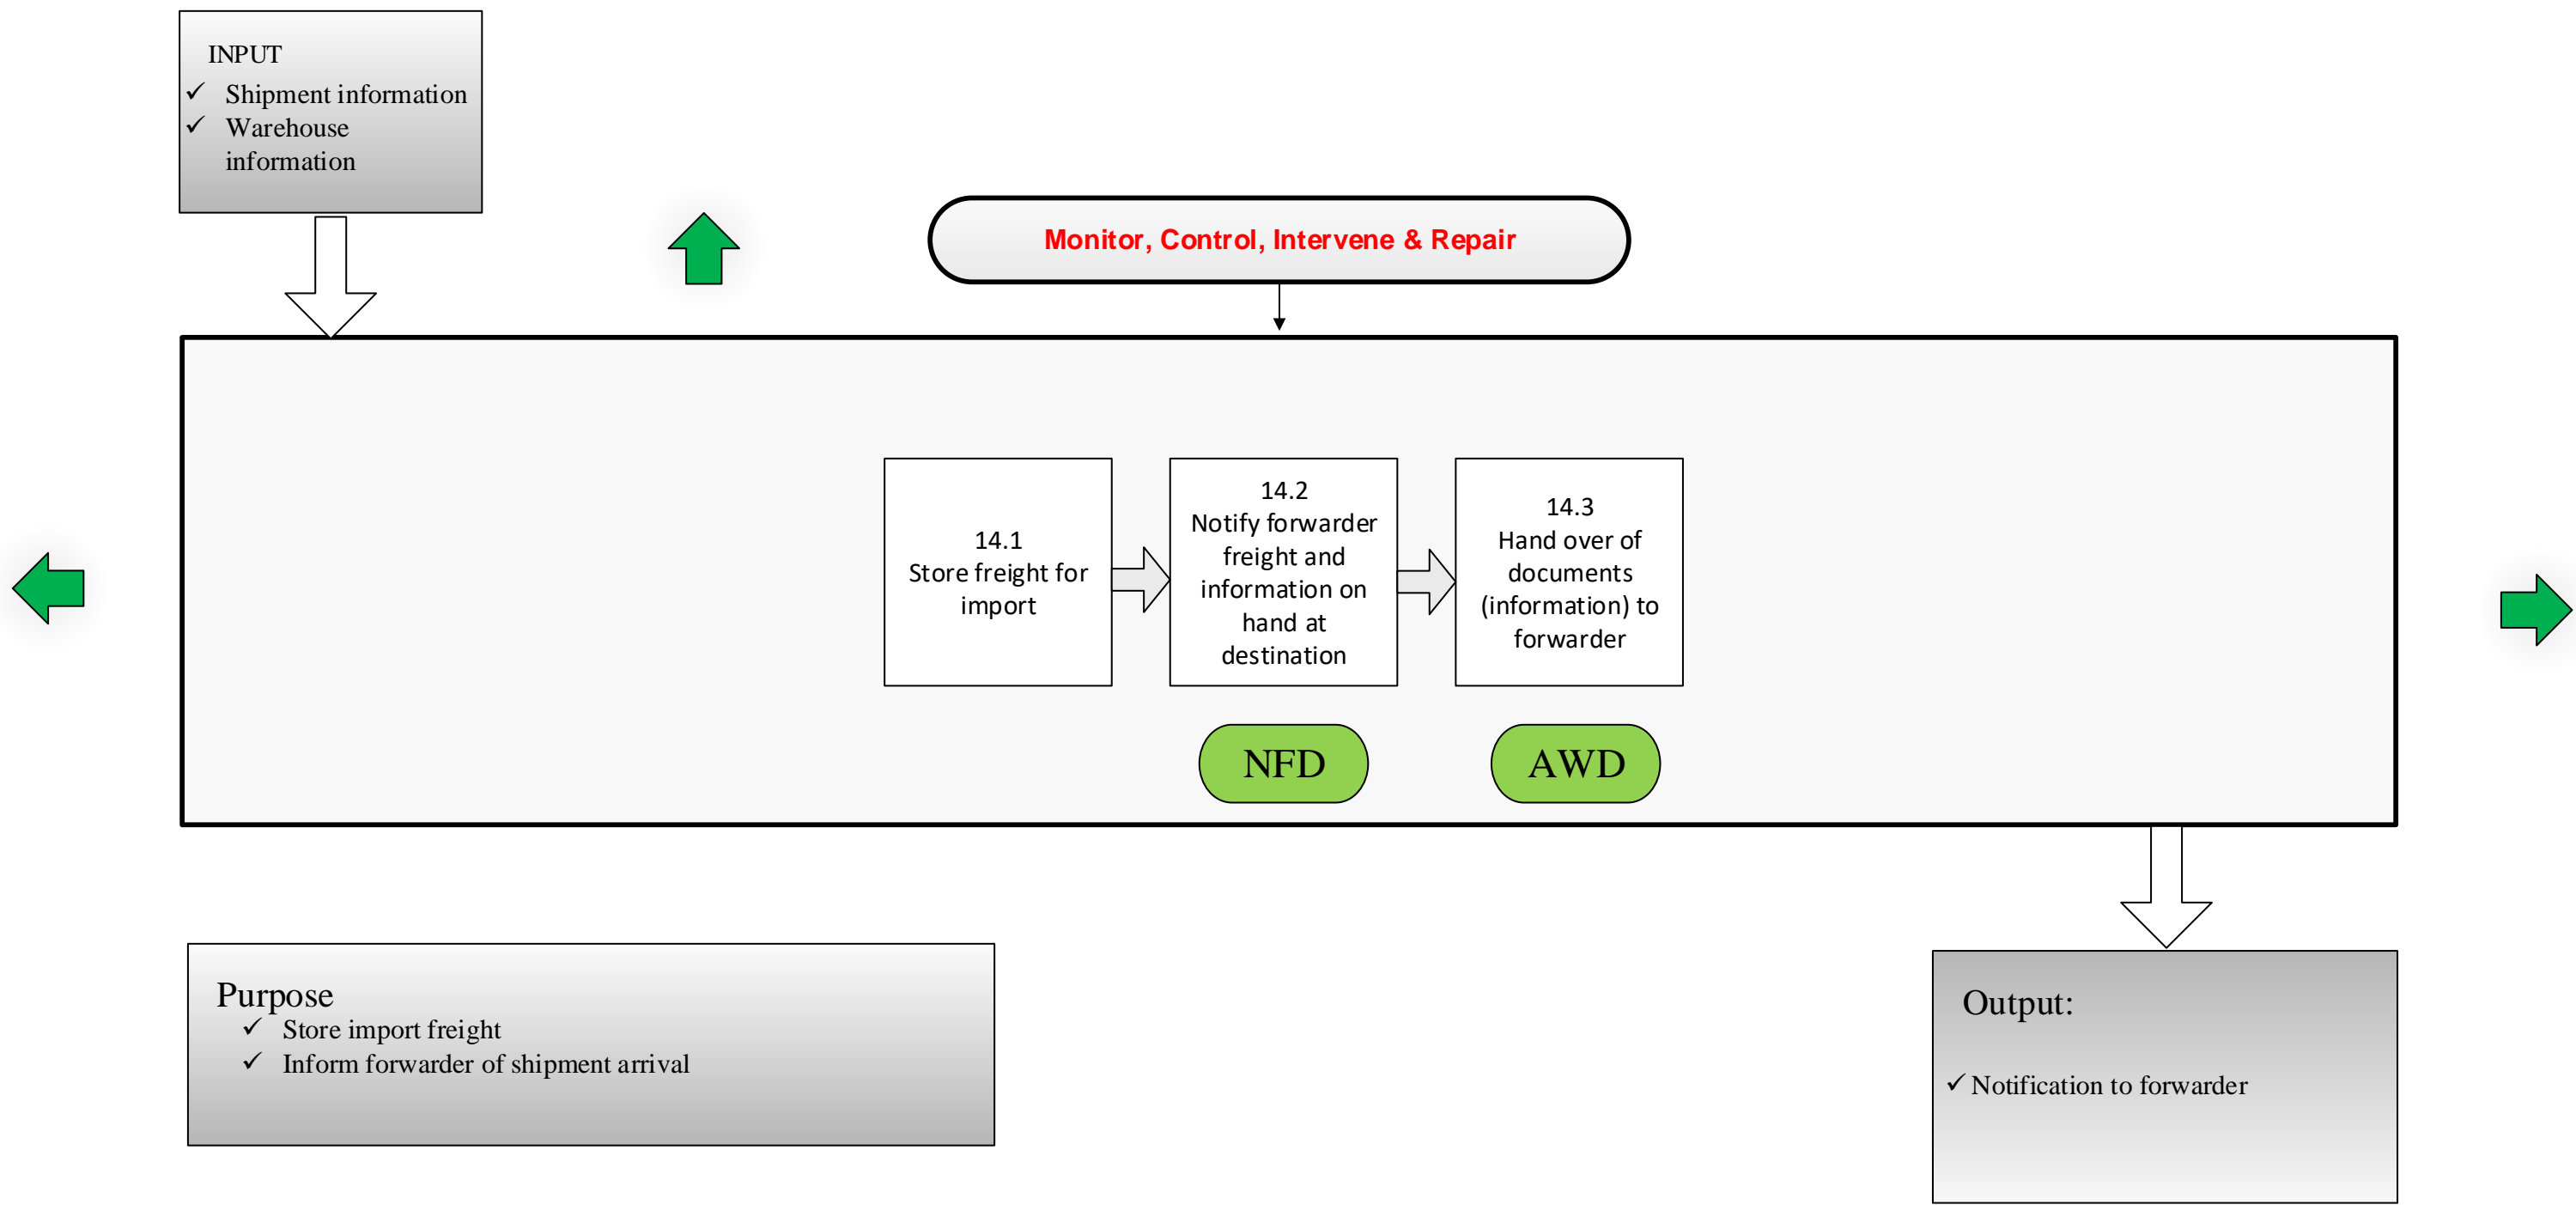 INPUT
✓ Shipment information
✓ Warehouse
information
Monitor, Control, Intervene & Repair
14.1
Store freight for
import
14.2
Notify forwarder
freight and
information on
hand at
destination
14.3
Hand over of
documents
(information) to
forwarder
NFD
AWD
Purpose
✓ Store import freight
✓ Inform forwarder of shipment arrival
Output:
✓ Notification to forwarder